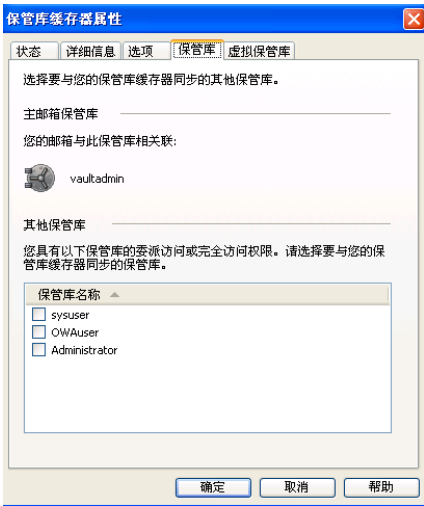 保管库缓存器属性
状态 详细信息 选项 保管库 虚拟保管库
选择要与您的保管库缓存器同步的其他保管库。
主邮箱保管库
您的邮箱与此保管库相关联:
vaultadmin
其他保管库
您具有以下保管库的委派访问或完全访问权限。请选择要与您的保
管库缓存器同步的保管库。
保管库名称
sysuser
OWAuser
Administrator
确定 取消 帮助